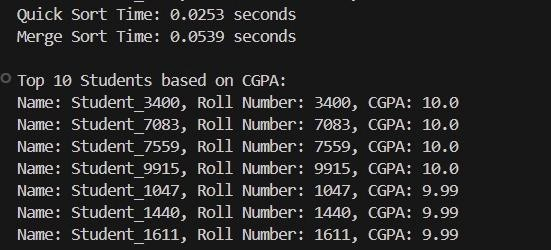 Quick Sort Time: 0.0253 seconds
Merge Sort Time: 0.0539 seconds
Top 10 Students based on CGPA:
Name: Student_3400, Roll Number: 3400, CGPA: 10.0
Name: Student_7083, Roll Number: 7083, CGPA: 10.0
Name: Student_7559, Roll Number: 7559, CGPA: 10.0
Name: Student_9915, Roll Number: 9915, CGPA: 10.0
Name: Student_1047, Roll Number: 1047, CGPA: 9.99
Name: Student_1440, Roll Number: 1440, CGPA: 9.99
Name: Student_1611, Roll Number: 1611, CGPA: 9.99